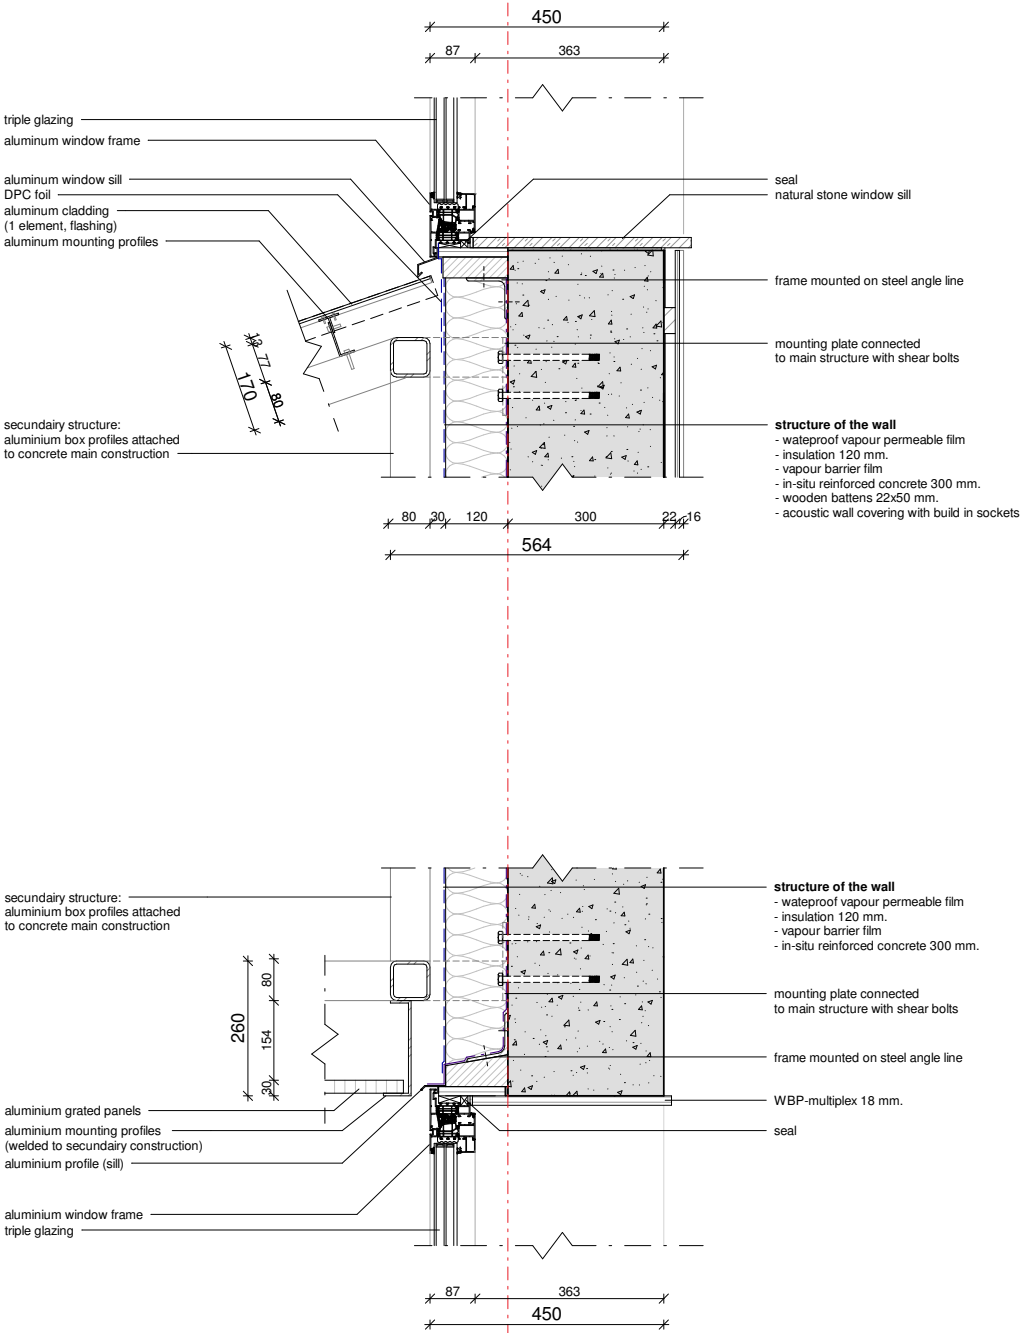 450
87
363
triple glazing
aluminum window frame
aluminum window sill
DPC foil
aluminum cladding
(1 element, flashing)
aluminum mounting profiles
seal
natural stone window sill
frame mounted on steel angle line
mounting plate connected
to main structure with shear bolts
13
77
80
170
secundairy structure:
aluminium box profiles attached
to concrete main construction
structure of the wall
- wateproof vapour permeable film
- insulation 120 mm.
- vapour barrier film
- in-situ reinforced concrete 300 mm.
- wooden battens 22x50 mm.
- acoustic wall covering with build in sockets
80
30
120
300
22
16
564
secundairy structure:
aluminium box profiles attached
to concrete main construction
structure of the wall
- wateproof vapour permeable film
- insulation 120 mm.
- vapour barrier film
- in-situ reinforced concrete 300 mm.
80
260
154
30
mounting plate connected
to main structure with shear bolts
frame mounted on steel angle line
WBP-multiplex 18 mm.
seal
aluminium grated panels
aluminium mounting profiles
(welded to secundairy construction)
aluminium profile (sill)
aluminium window frame
triple glazing
87
363
450